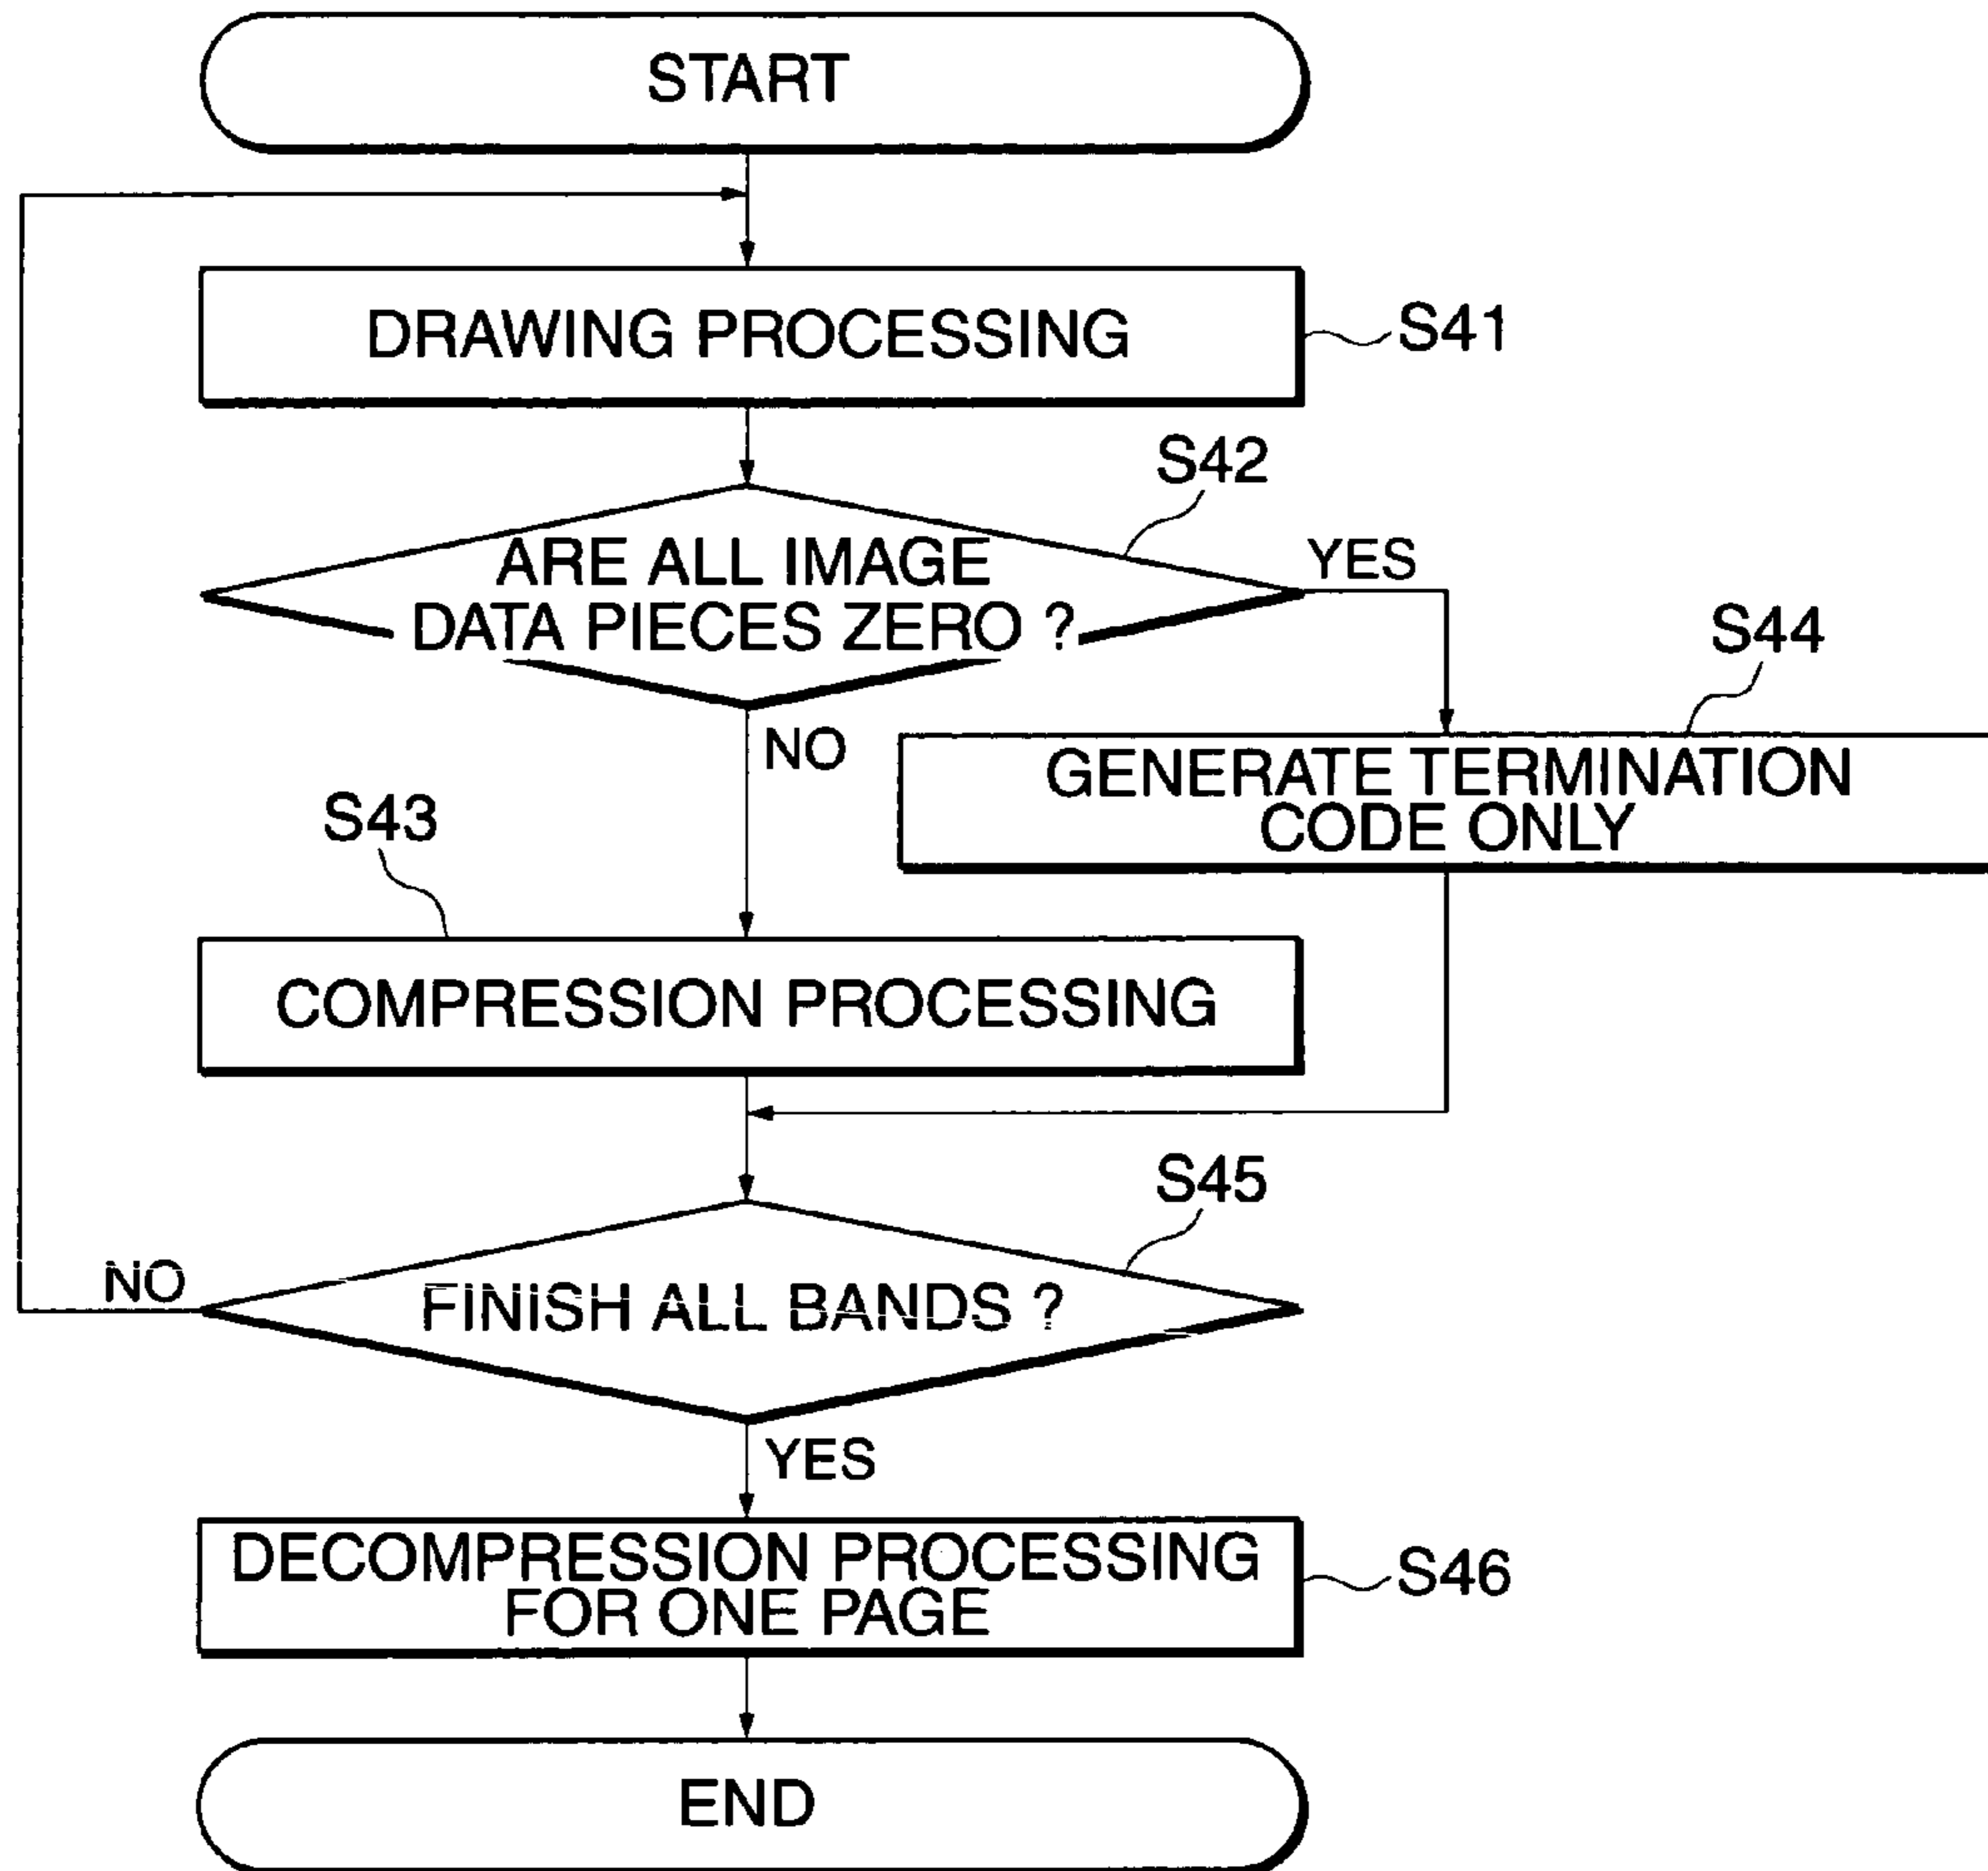 START
DRAWING PROCESSING
S41
S42
ARE ALL IMAGE
DATA PIECES ZERO ?
YES
NO
S44
GENERATE TERMINATION
CODE ONLY
S43
COMPRESSION PROCESSING
S45
FINISH ALL BANDS ?
NO
YES
DECOMPRESSION PROCESSING
FOR ONE PAGE
S46
END